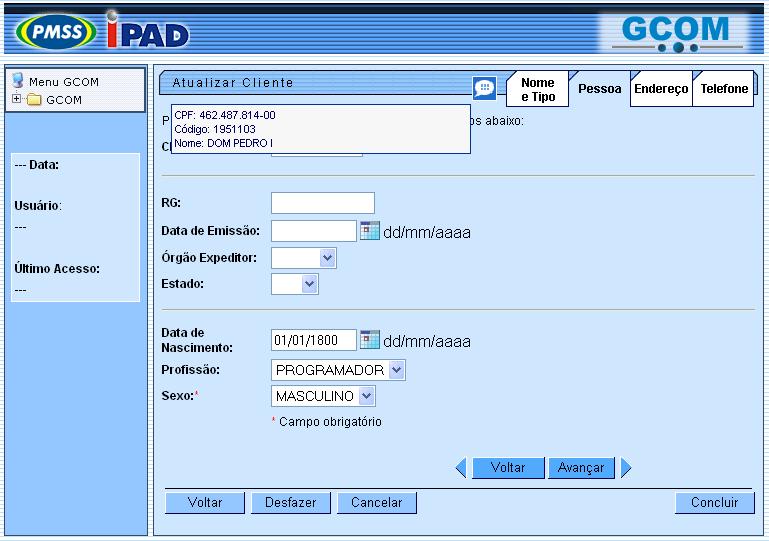 PMSS iPAD
GCOM
Menu GCOM
GCOM
--- Data:
Usuário:
---
Último Acesso:
---
Atualizar Cliente
Nome e Tipo
Pessoa
Endereço
Telefone
CPF: 462.487.814-00
Código: 1951103
Nome: DOM PEDRO I
P
os abaixo:
C
RG:
Data de Emissão:
dd/mm/aaaa
Órgão Expeditor:
Estado:
Data de
Nascimento:
01/01/1800
dd/mm/aaaa
Profissão:
PROGRAMADOR
Sexo:*
MASCULINO
* Campo obrigatório
Voltar
Avançar
Voltar
Desfazer
Cancelar
Concluir